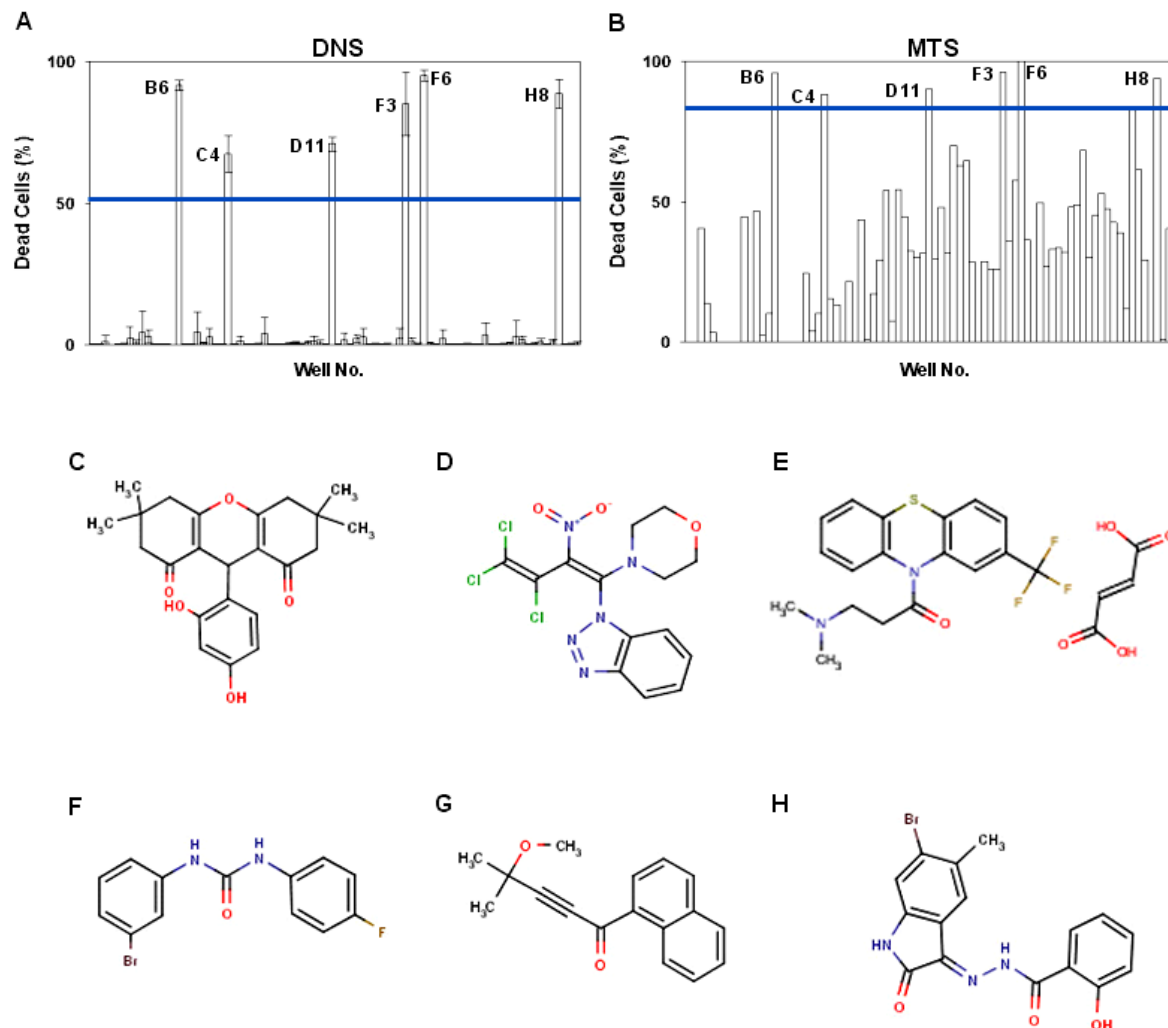 A
DNS
100
50
0
Dead Cells (%)
B6
C4
D11
F3
F6
H8
Well No.
B
MTS
100
50
0
Dead Cells (%)
B6
C4
D11
F3
F6
H8
Well No.
C
H₃C
H₃C
O
CH₃
CH₃
O
O
HO
OH
D
O
O⁻
N⁺
Cl
Cl
Cl
N
O
N
N
N
E
S
N
F
F
F
H₃C
N
CH₃
O
HO
O
O
OH
F
H
N
H
N
O
Br
F
G
O
CH₃
H₃C
H₃C
O
H
Br
CH₃
HN
O
N
H
N
O
OH